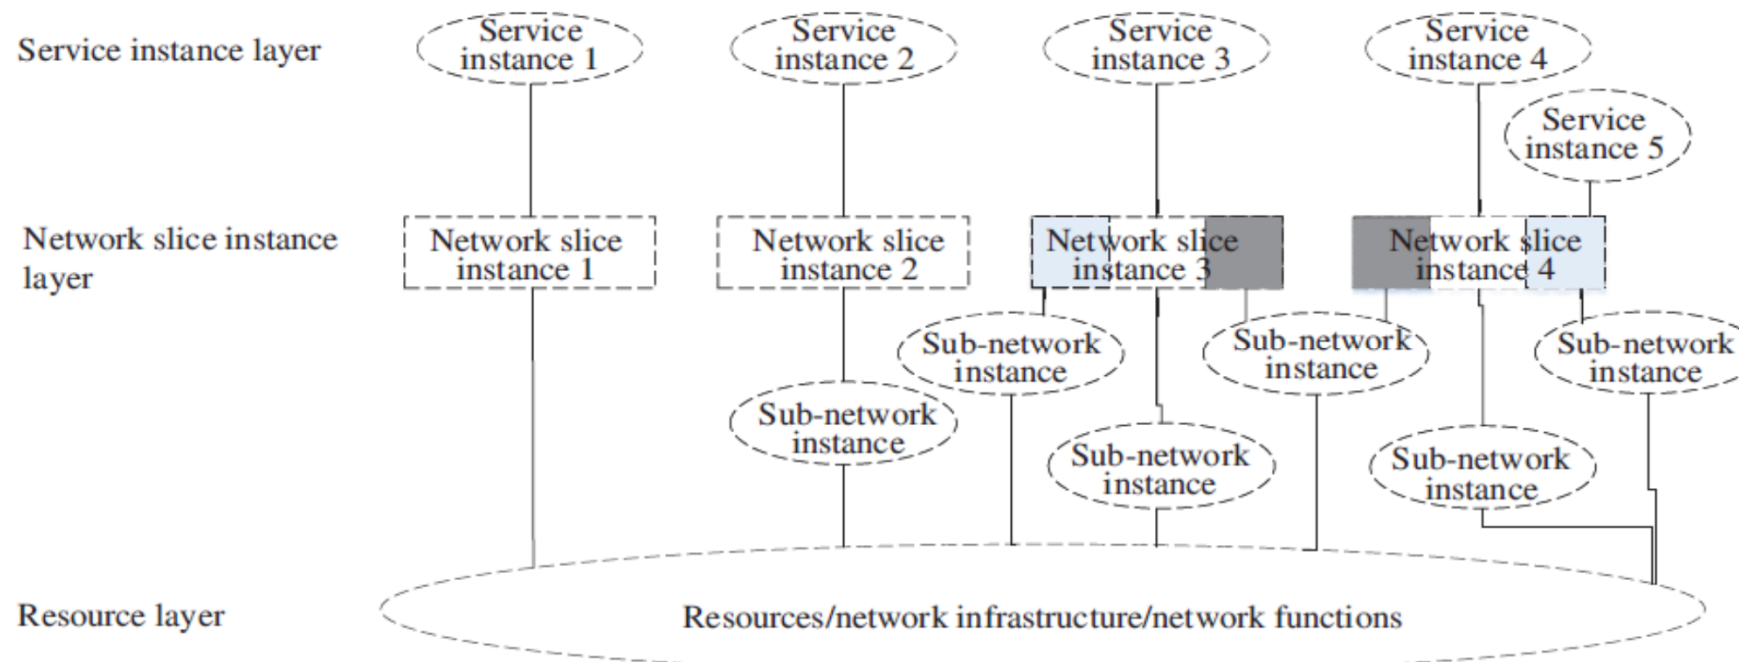 Service instance layer
Service
instance 1
Service
instance 2
Service
instance 3
Service
instance 4
Service
instance 5
Network slice instance
layer
Network slice
instance 1
Network slice
instance 2
Network slice
instance 3
Network slice
instance 4
Sub-network
instance
Sub-network
instance
Sub-network
instance
Sub-network
instance
Sub-network
instance
Sub-network
instance
Resource layer
Resources/network infrastructure/network functions